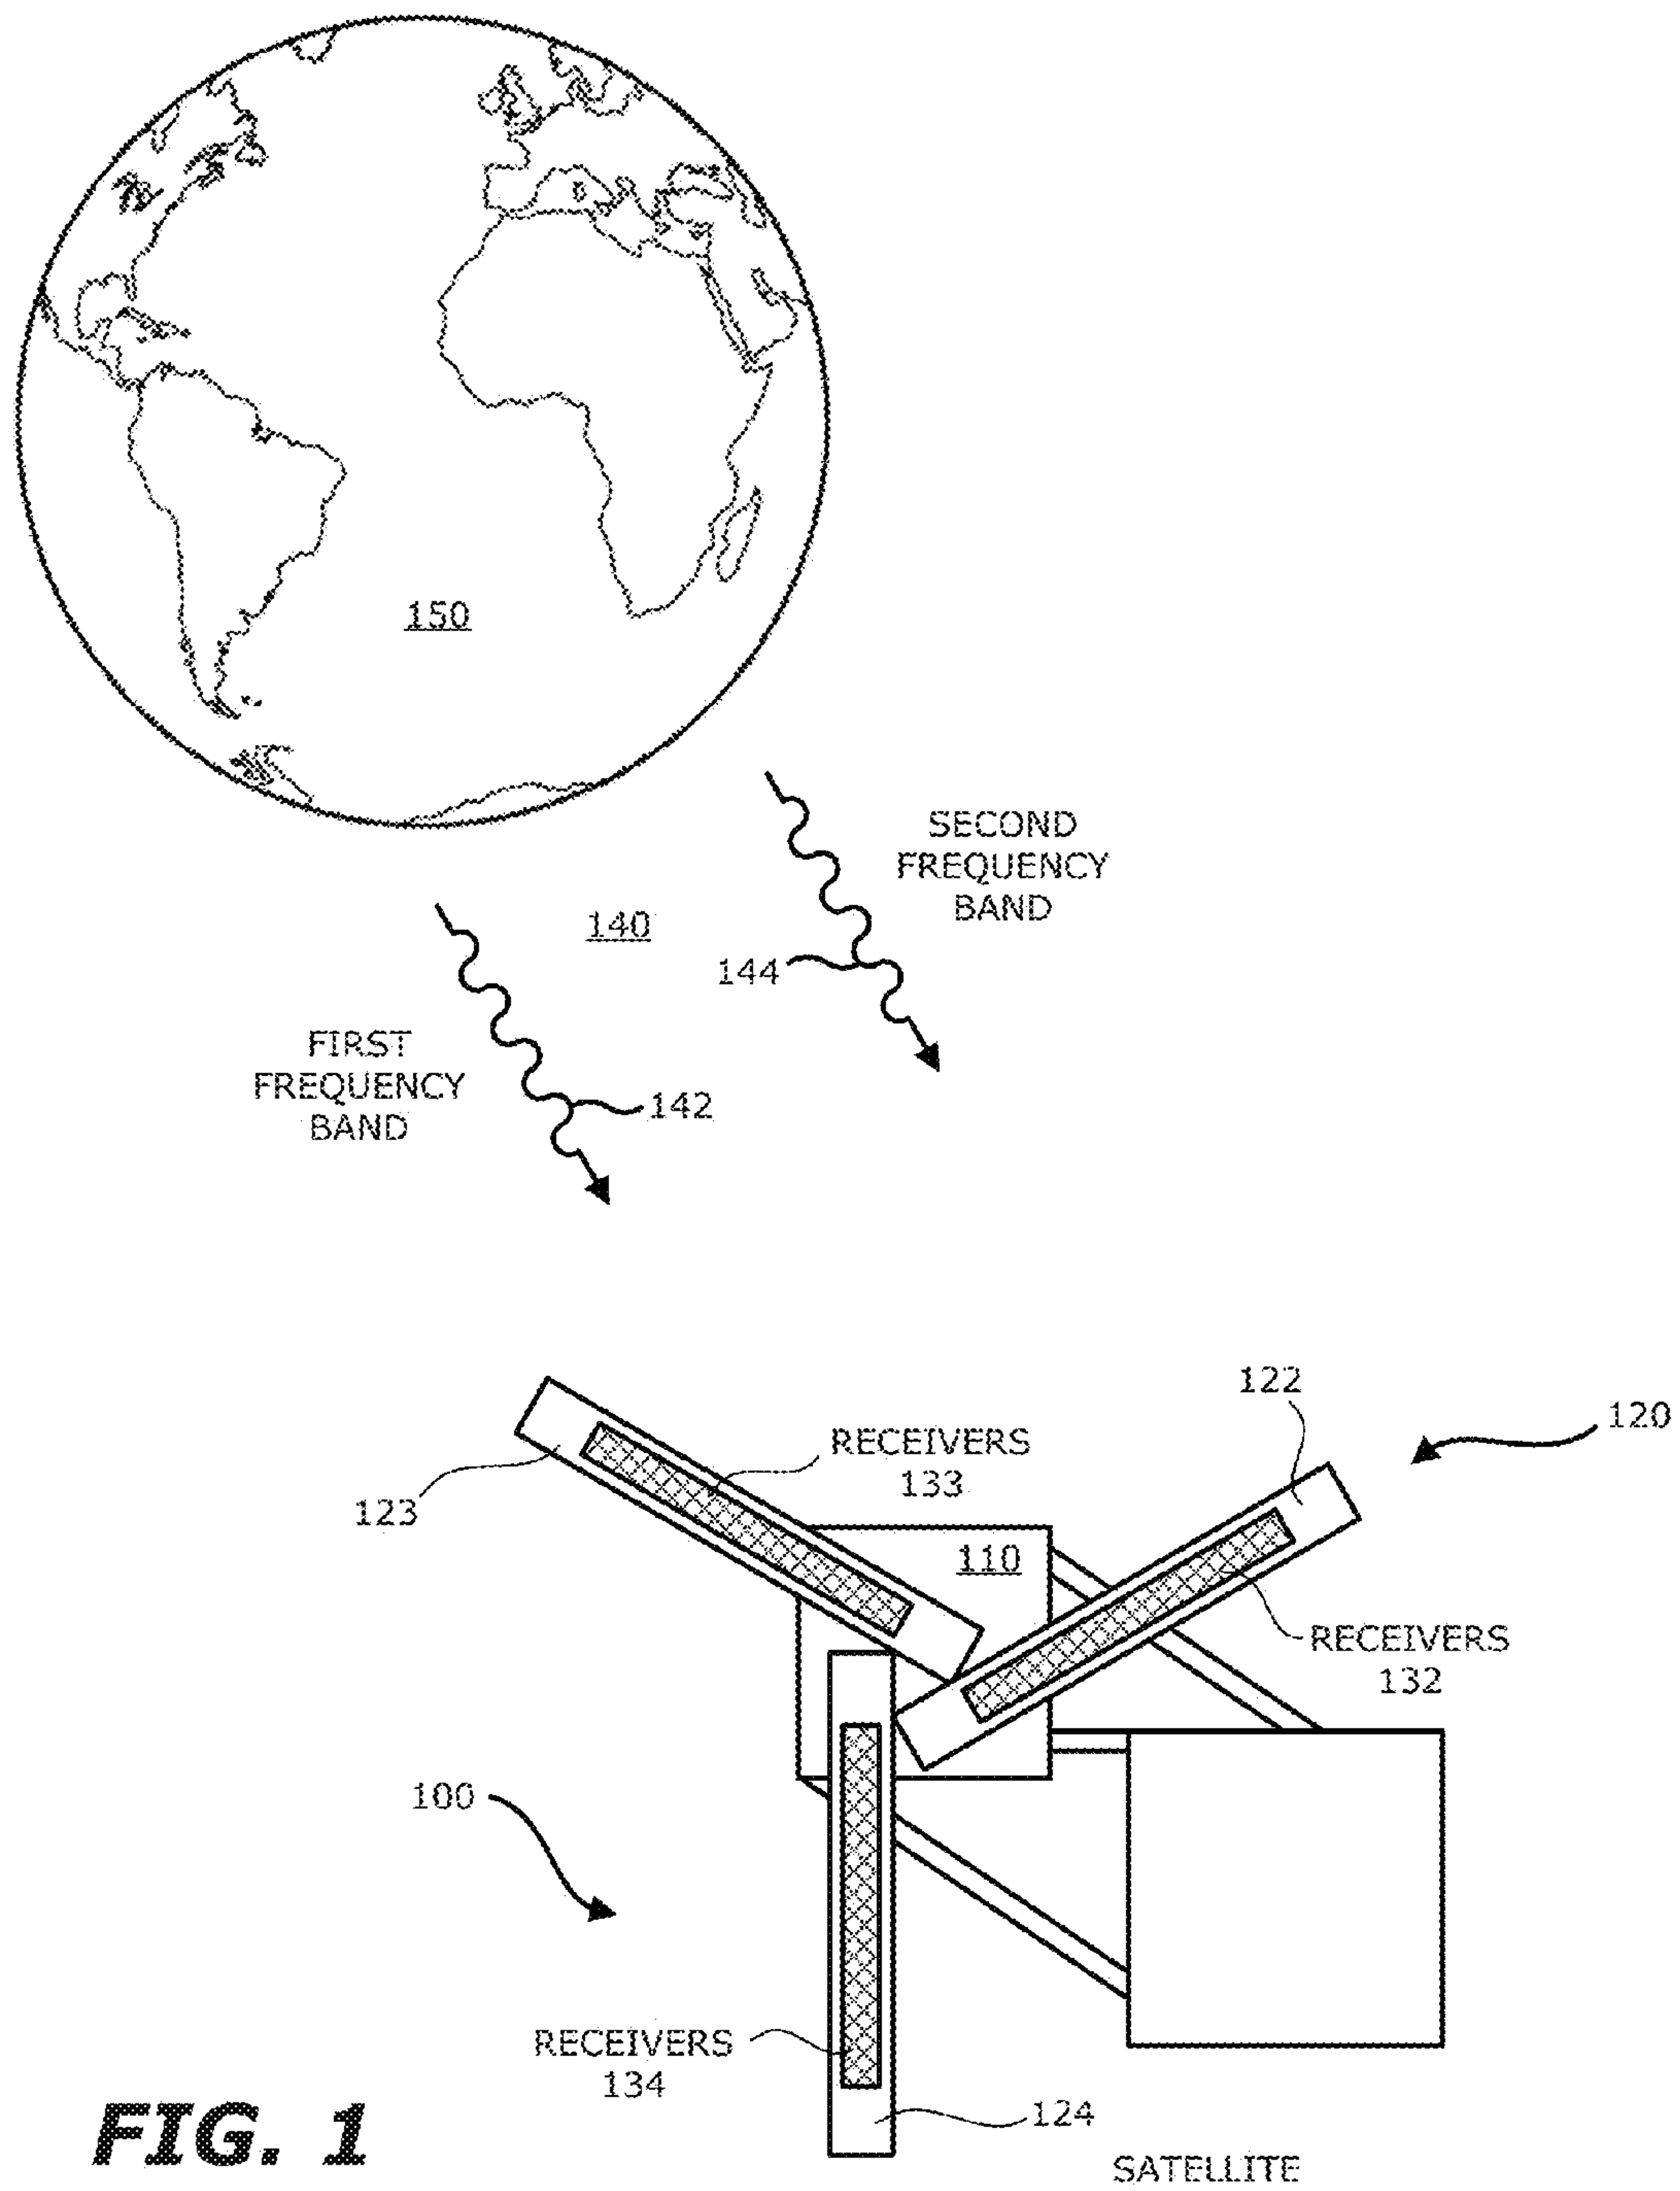 150
SECOND
FREQUENCY
BAND
140
144
FIRST
FREQUENCY
BAND
142
122
120
RECEIVERS
133
123
110
RECEIVERS
132
100
RECEIVERS
134
124
FIG. 1
SATELLITE